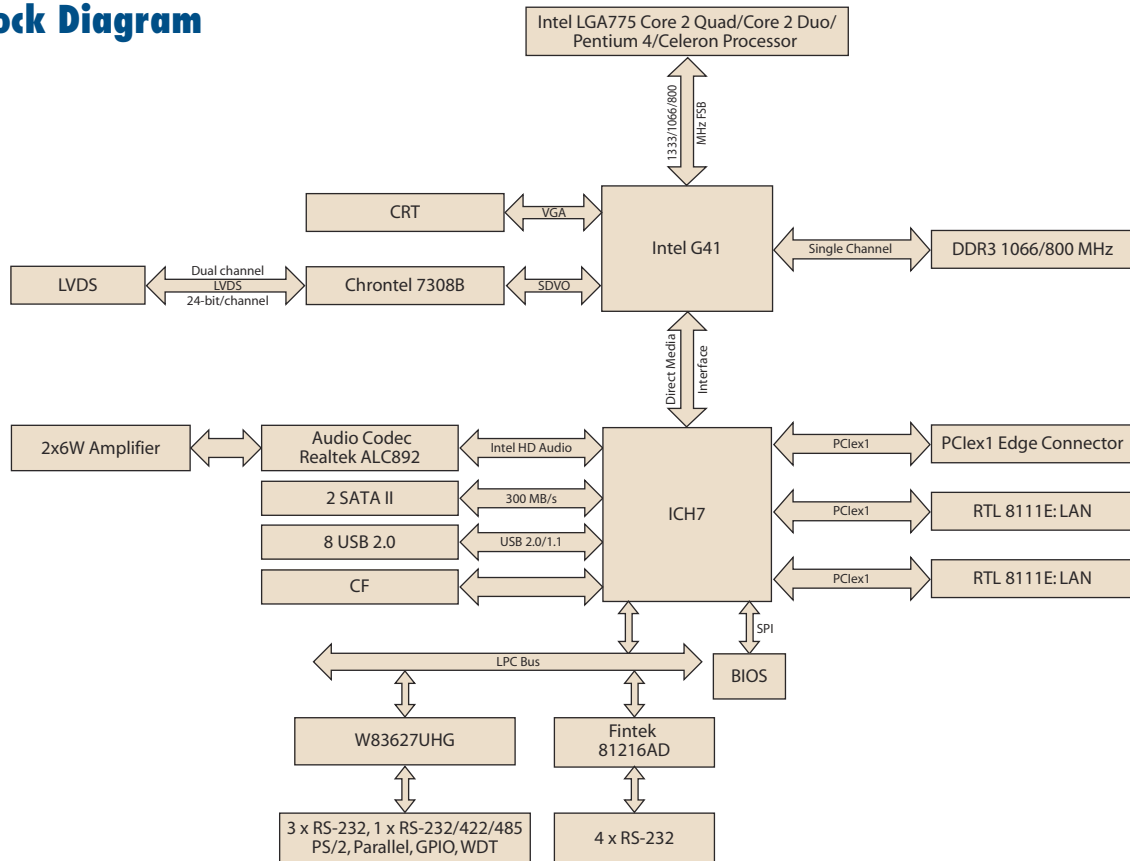 ock Diagram
Intel LGA775 Core 2 Quad/Core 2 Duo/
Pentium 4/Celeron Processor
1333/1066/800
MHz FSB
CRT
VGA
Intel G41
Single Channel
DDR3 1066/800 MHz
LVDS
Dual channel
LVDS
24-bit/channel
Chrontel 7308B
SDVO
Direct Media
Interface
2x6W Amplifier
Audio Codec
Realtek ALC892
Intel HD Audio
ICH7
PCIex1
PCIex1 Edge Connector
2 SATA II
300 MB/s
PCIex1
RTL 8111E: LAN
8 USB 2.0
USB 2.0/1.1
CF
PCIex1
RTL 8111E: LAN
SPI
LPC Bus
BIOS
W83627UHG
Fintek
81216AD
3 x RS-232, 1 x RS-232/422/485
PS/2, Parallel, GPIO, WDT
4 x RS-232